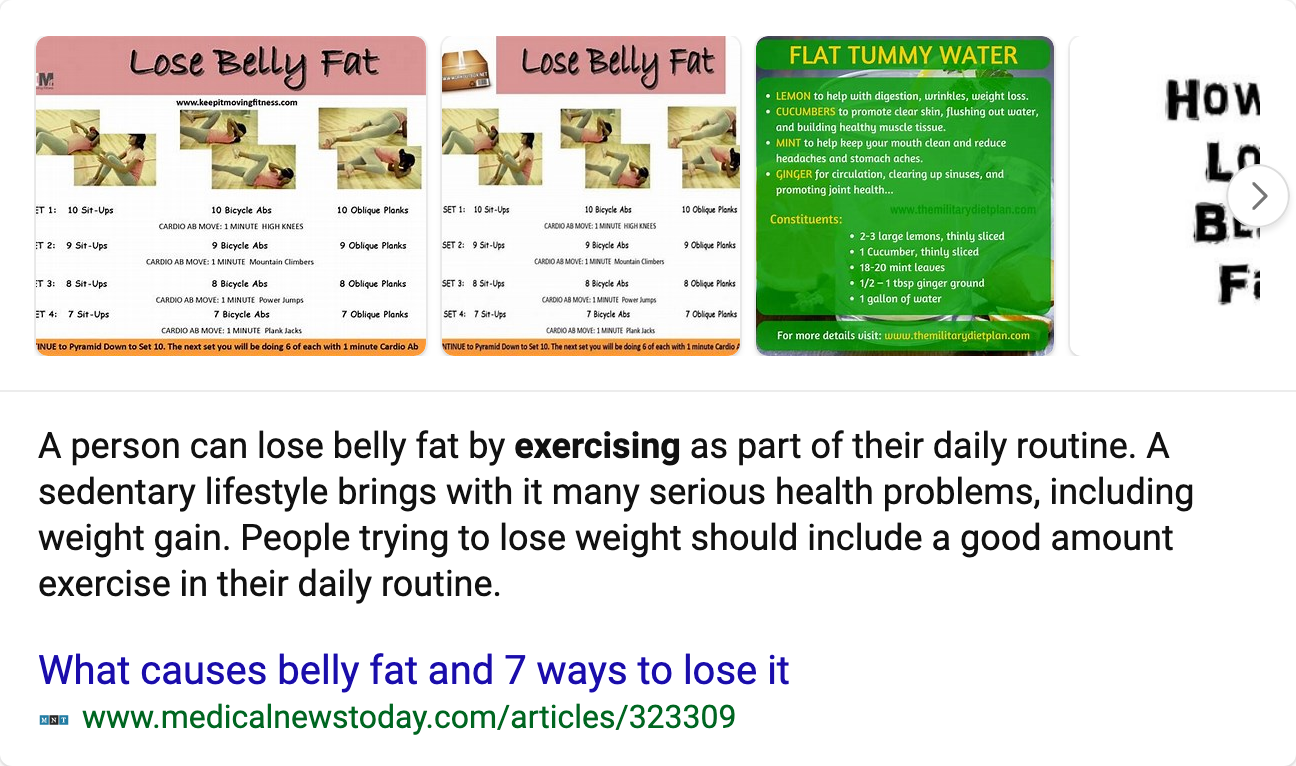 Lose Belly Fat
www.keepitmovingfitness.com
ET 1: 10 Sit-Ups 10 Bicycle Abs 10 Oblique Planks
CARDIO AB MOVE: 1 MINUTE HIGH KNEES
ET 2: 9 Sit-Ups 9 Bicycle Abs 9 Oblique Planks
CARDIO AB MOVE: 1 MINUTE Mountain Climbers
ET 3: 8 Sit-Ups 8 Bicycle Abs 8 Oblique Planks
CARDIO AB MOVE: 1 MINUTE Power Jumps
ET 4: 7 Sit-Ups 7 Bicycle Abs 7 Oblique Planks
CARDIO AB MOVE: 1 MINUTE Plank Jacks
INUE to Pyramid Down to Set 10. The next set you will be doing 6 of each with 1 minute Cardio Ab
Lose Belly Fat
SET 1: 10 Sit-Ups 10 Bicycle Abs 10 Oblique Planks
CARDIO AB MOVE: 1 MINUTE HIGH KNEES
SET 2: 9 Sit-Ups 9 Bicycle Abs 9 Oblique Planks
CARDIO AB MOVE: 1 MINUTE Mountain Climbers
SET 3: 8 Sit-Ups 8 Bicycle Abs 8 Oblique Planks
CARDIO AB MOVE: 1 MINUTE Power Jumps
SET 4: 7 Sit-Ups 7 Bicycle Abs 7 Oblique Planks
CARDIO AB MOVE: 1 MINUTE Plank Jacks
NTINUE to Pyramid Down to Set 10. The next set you will be doing 6 of each with 1 minute Cardio A
FLAT TUMMY WATER
• LEMON to help with digestion, wrinkles, weight loss.
• CUCUMBERS to promote clear skin, flushing out water,
and building healthy muscle tissue.
• MINT to help keep your mouth clean and reduce
headaches and stomach aches.
• GINGER for circulation, clearing up sinuses, and
promoting joint health...
www.themilitarydietplan.com
Constituents:
• 2-3 large lemons, thinly sliced
• 1 Cucumber, thinly sliced
• 18-20 mint leaves
• 1/2 – 1 tbsp ginger ground
• 1 gallon of water
For more details visit: www.themilitarydietplan.com
How
Lo
Be
Fa
A person can lose belly fat by exercising as part of their daily routine. A
sedentary lifestyle brings with it many serious health problems, including
weight gain. People trying to lose weight should include a good amount
exercise in their daily routine.
What causes belly fat and 7 ways to lose it
MNT www.medicalnewstoday.com/articles/323309